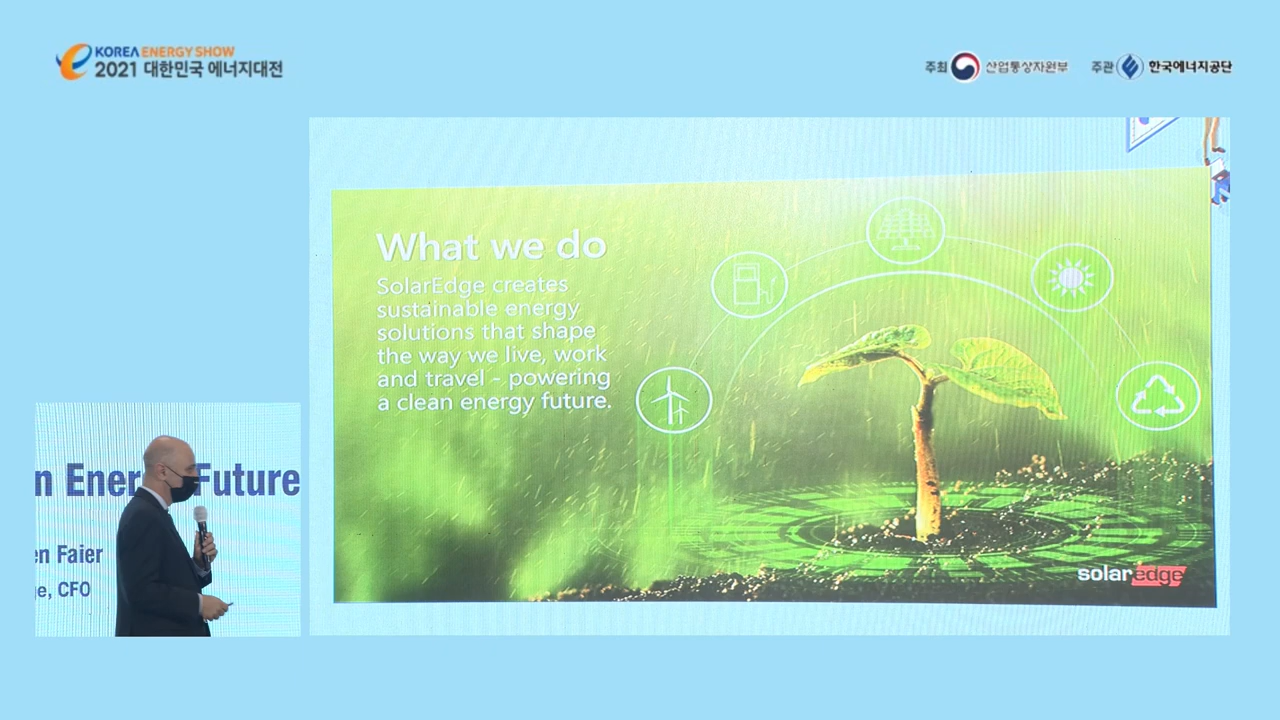 KOREA ENERGY SHOW
2021 대한민국 에너지대전
주최 산업통상자원부 주관 한국에너지공단
What we do
SolarEdge creates
sustainable energy
solutions that shape
the way we live, work
and travel - powering
a clean energy future.
solaredge
n Ener Future
en Faier
ge, CFO